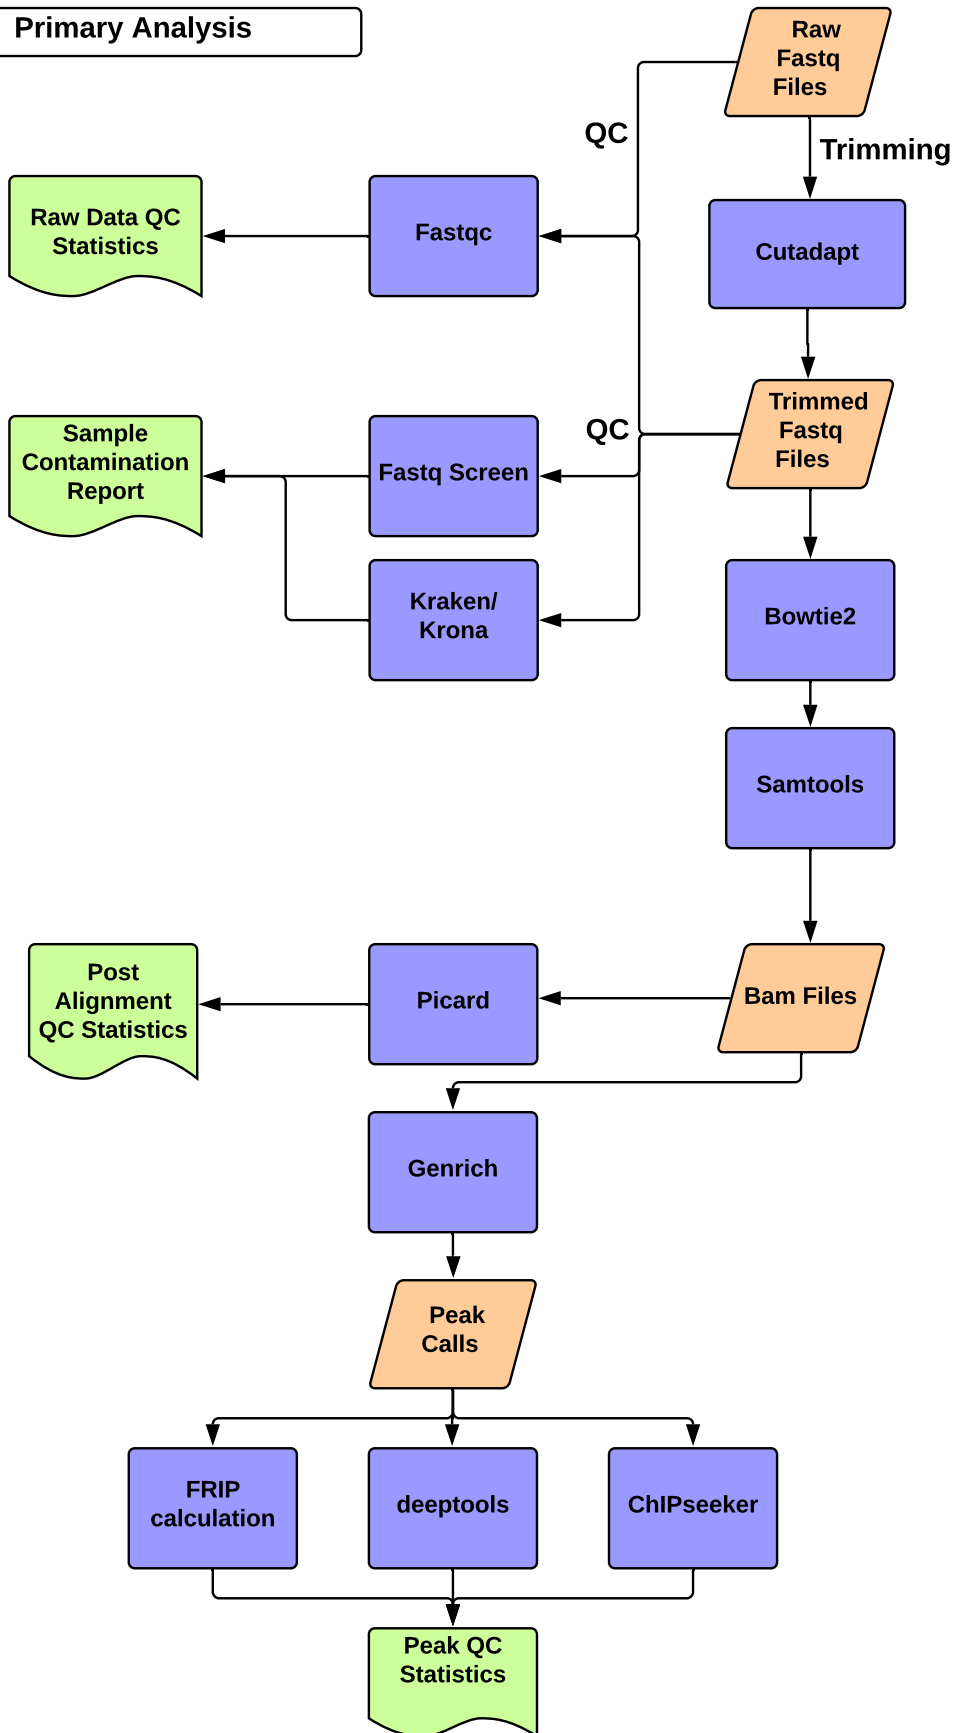 Primary Analysis
Raw
Fastq
Files
QC
Trimming
Raw Data QC
Statistics
Fastqc
Cutadapt
Sample
Contamination
Report
Fastq Screen
QC
Trimmed
Fastq
Files
Kraken/
Krona
Bowtie2
Samtools
Post
Alignment
QC Statistics
Picard
Bam Files
Genrich
Peak
Calls
FRIP
calculation
deeptools
ChIPseeker
Peak QC
Statistics